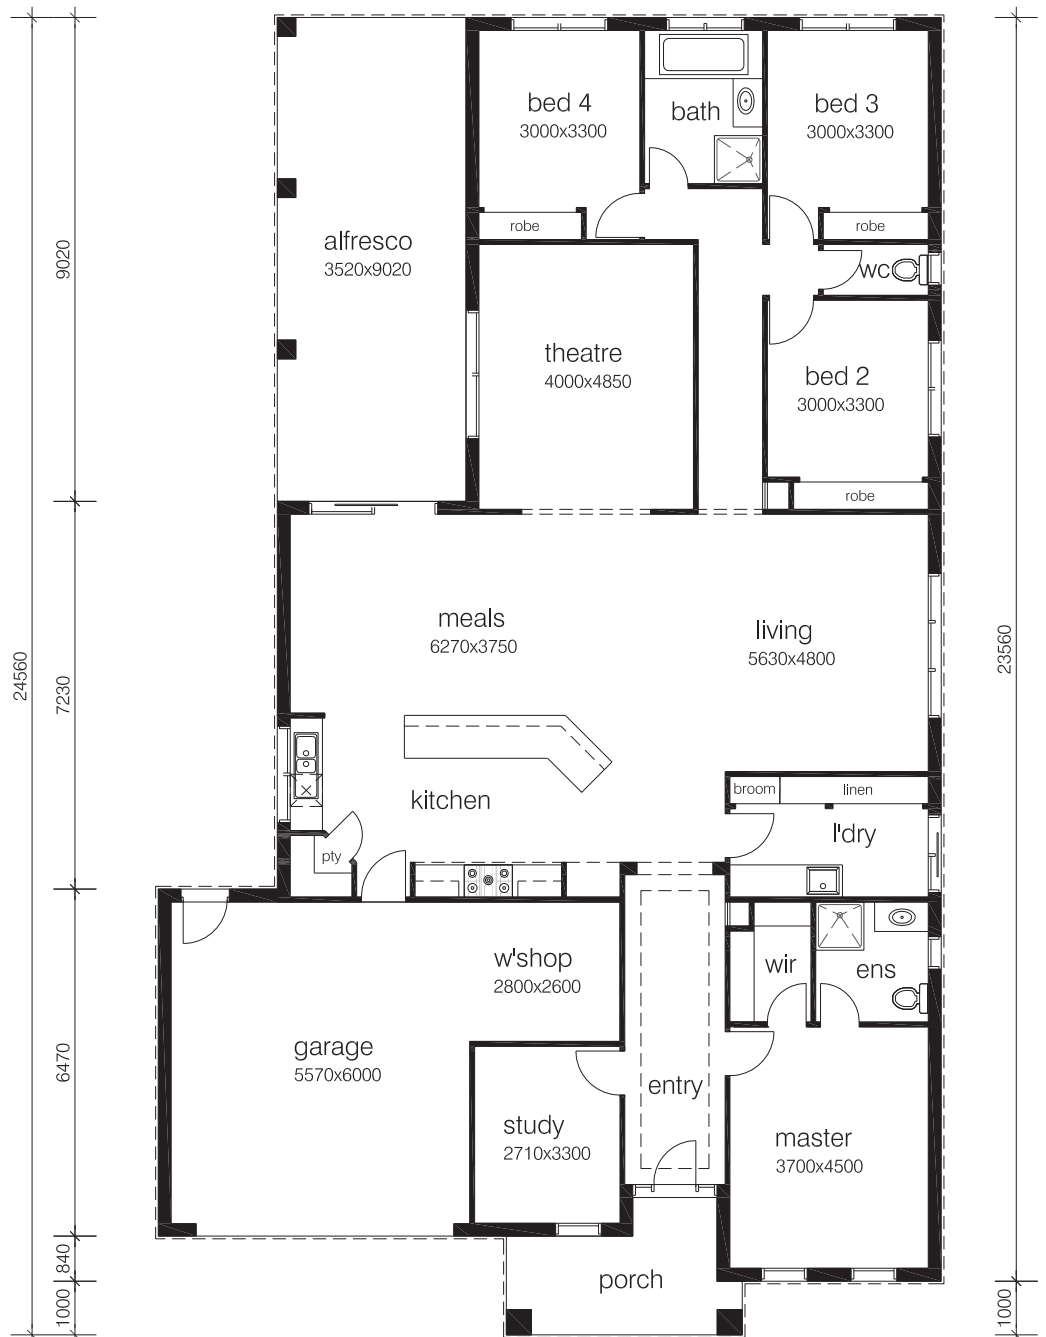 bed 4
3000x3300
bath
bed 3
3000x3300
robe
robe
alfresco
3520x9020
wc
theatre
4000x4850
bed 2
3000x3300
robe
9020
meals
6270x3750
living
5630x4800
24560
7230
23560
kitchen
broom
linen
l'dry
pty
w'shop
2800x2600
wir
ens
garage
5570x6000
6470
entry
study
2710x3300
master
3700x4500
840
porch
1000
1000